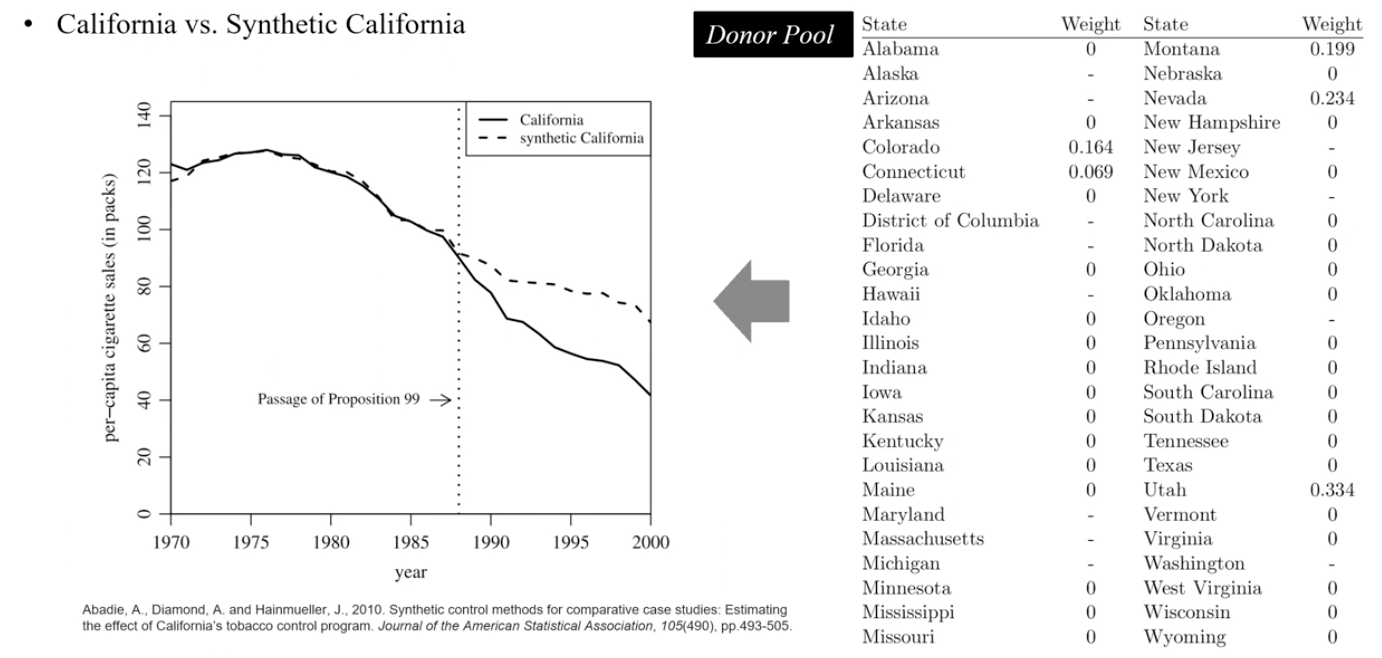 • California vs. Synthetic California
Donor Pool
140
120
100
80
60
40
20
0
per−capita cigarette sales (in packs)
California
synthetic California
Passage of Proposition 99
1970 1975 1980 1985 1990 1995 2000
year
Abadie, A., Diamond, A. and Hainmueller, J., 2010. Synthetic control methods for comparative case studies: Estimating
the effect of California's tobacco control program. Journal of the American Statistical Association, 105(490), pp.493-505.
State Weight State Weight
Alabama 0 Montana 0.199
Alaska - Nebraska 0
Arizona - Nevada 0.234
Arkansas 0 New Hampshire 0
Colorado 0.164 New Jersey -
Connecticut 0.069 New Mexico 0
Delaware 0 New York -
District of Columbia - North Carolina 0
Florida - North Dakota 0
Georgia 0 Ohio 0
Hawaii - Oklahoma 0
Idaho 0 Oregon -
Illinois 0 Pennsylvania 0
Indiana 0 Rhode Island 0
Iowa 0 South Carolina 0
Kansas 0 South Dakota 0
Kentucky 0 Tennessee 0
Louisiana 0 Texas 0
Maine 0 Utah 0.334
Maryland - Vermont 0
Massachusetts - Virginia 0
Michigan - Washington -
Minnesota 0 West Virginia 0
Mississippi 0 Wisconsin 0
Missouri 0 Wyoming 0